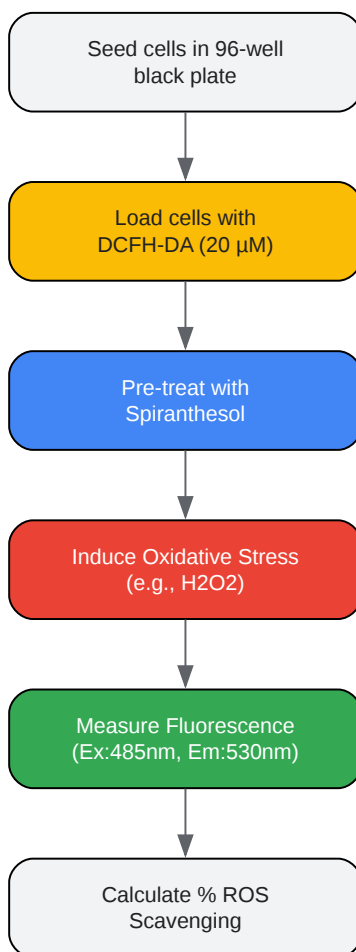 Seed cells in 96-well
black plate
Load cells with
DCFH-DA (20 µM)
Pre-treat with
Spiranthesol
Induce Oxidative Stress
(e.g., H2O2)
Measure Fluorescence
(Ex:485nm, Em:530nm)
Calculate % ROS
Scavenging